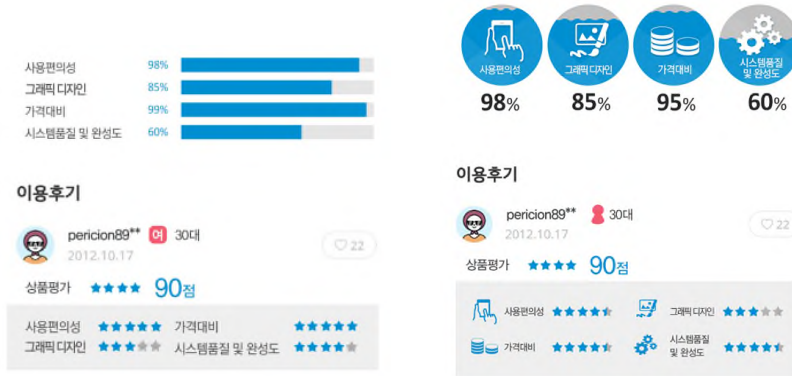 사용편의성 98%
그래픽 디자인 85%
가격대비 99%
시스템품질 및 완성도 60%
이용후기
pericion89** 여 30대
2012.10.17
22
상품평가 90점
사용편의성 가격대비
그래픽 디자인 시스템품질 및 완성도
사용편의성 그래픽디자인 가격대비 시스템품질
및 완성도
98% 85% 95% 60%
이용후기
pericion89** 30대
2012.10.17
22
상품평가 90점
사용편의성 그래픽디자인
가격대비 시스템품질
및 완성도